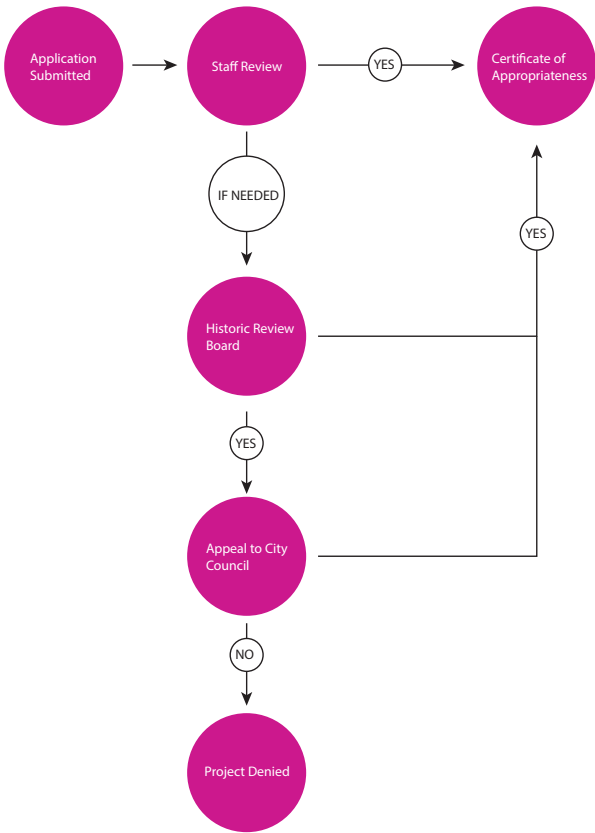 Application
Submitted
Staff Review
YES
Certificate of
Appropriateness
IF NEEDED
YES
Historic Review
Board
YES
Appeal to City
Council
NO
Project Denied